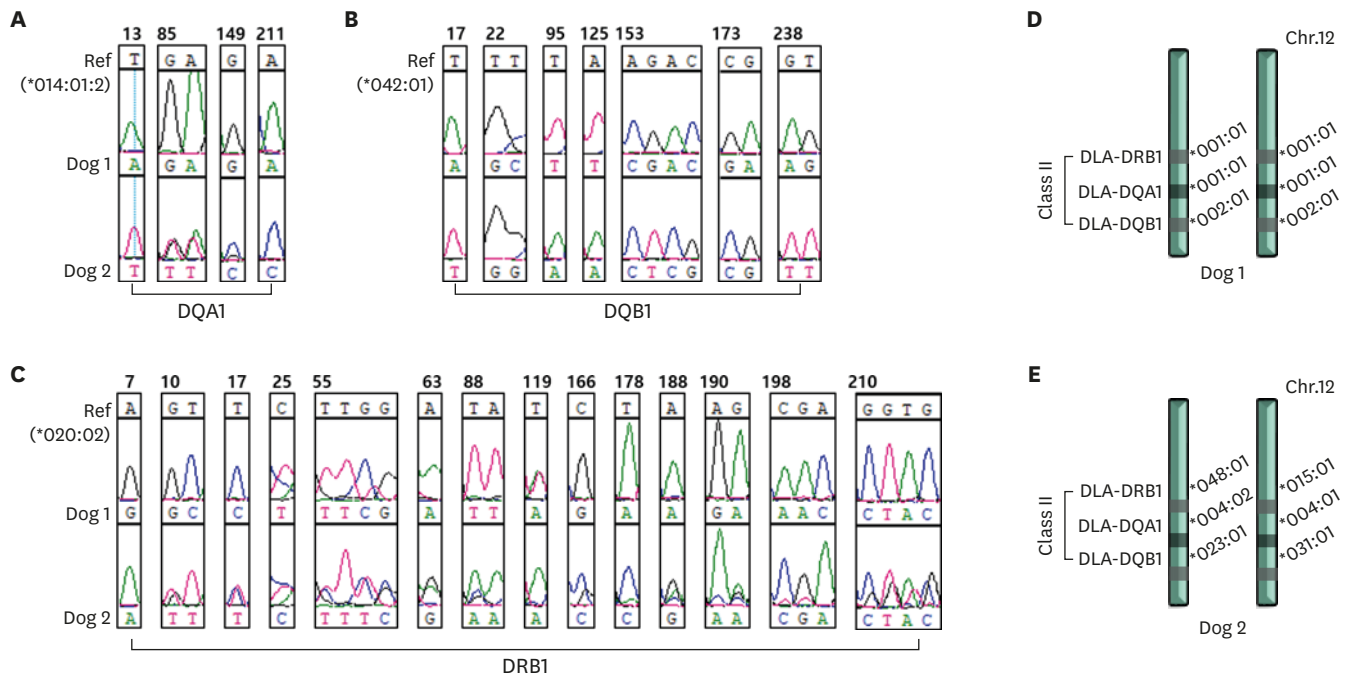 A
13 85 149 211
Ref
(*014:01:2)
T G A G A
Dog 1
A G A G A
Dog 2
T T T C C
DQA1
B
17 22 95 125 153 173 238
Ref
(*042:01)
T T T T A A G A C C G G T
Dog 1
A G C T T C G A C G A A G
Dog 2
T G G A A C T C G C G T T
DQB1
C
7 10 17 25 55 63 88 119 166 178 188 190 198 210
Ref
(*020:02)
A G T T C T T G G A T A T C T A A G C G A G G T G
Dog 1
G G C C T T T C G A T T A G A A G A A A C C T A C
Dog 2
A T T T C T T T C G A A A C C G A A C G A C T A C
DRB1
D
Chr.12
Class II
DLA-DRB1 *001:01 *001:01
DLA-DQA1 *001:01 *001:01
DLA-DQB1 *002:01 *002:01
Dog 1
E
Chr.12
Class II
DLA-DRB1 *048:01 *015:01
DLA-DQA1 *004:02 *004:01
DLA-DQB1 *023:01 *031:01
Dog 2